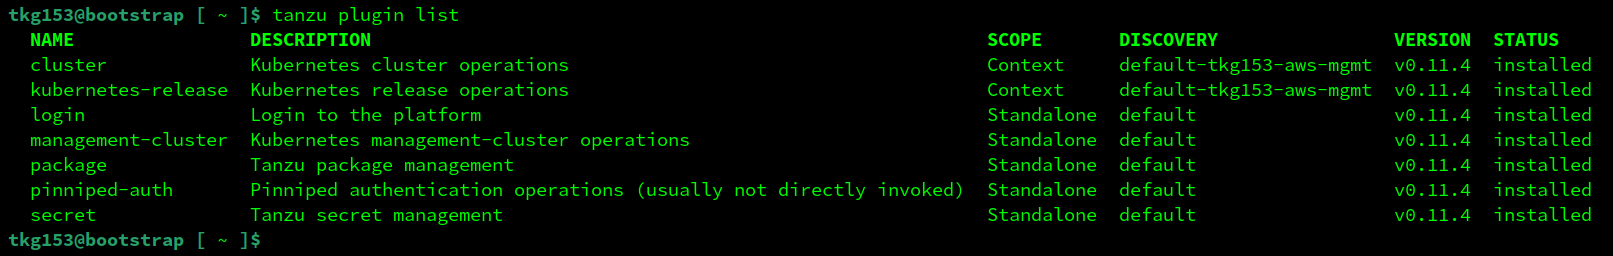 tkg153@bootstrap [ ~ ]$ tanzu plugin list
  NAME                DESCRIPTION                                                        SCOPE       DISCOVERY                VERSION  STATUS
  cluster             Kubernetes cluster operations                                      Context     default-tkg153-aws-mgmt  v0.11.4  installed
  kubernetes-release  Kubernetes release operations                                      Context     default-tkg153-aws-mgmt  v0.11.4  installed
  login               Login to the platform                                              Standalone  default                  v0.11.4  installed
  management-cluster  Kubernetes management-cluster operations                           Standalone  default                  v0.11.4  installed
  package             Tanzu package management                                           Standalone  default                  v0.11.4  installed
  pinniped-auth       Pinniped authentication operations (usually not directly invoked)  Standalone  default                  v0.11.4  installed
  secret              Tanzu secret management                                            Standalone  default                  v0.11.4  installed
tkg153@bootstrap [ ~ ]$